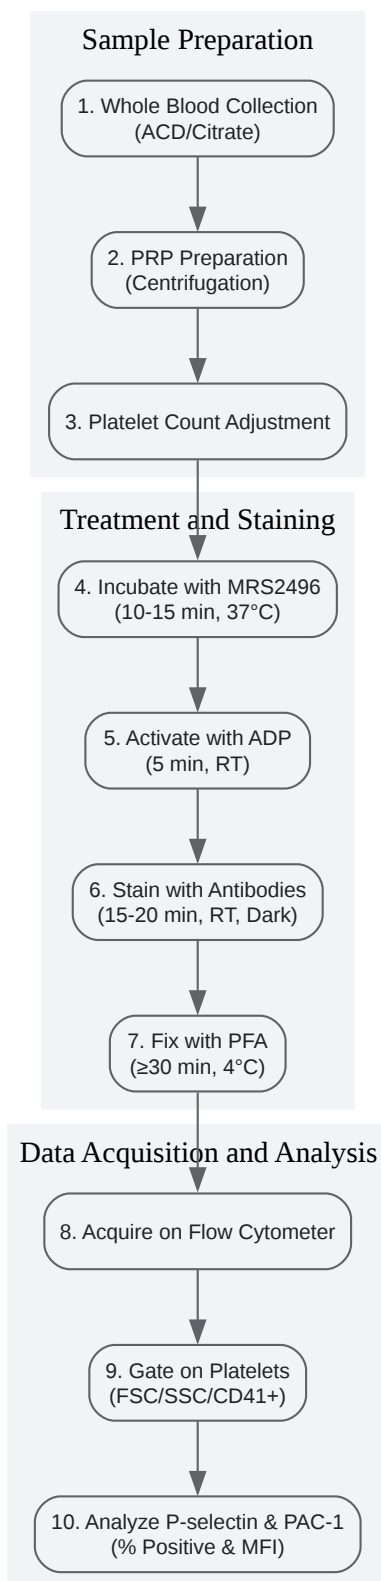 Sample Preparation
1. Whole Blood Collection
(ACD/Citrate)
2. PRP Preparation
(Centrifugation)
3. Platelet Count Adjustment
Treatment and Staining
4. Incubate with MRS2496
(10-15 min, 37°C)
5. Activate with ADP
(5 min, RT)
6. Stain with Antibodies
(15-20 min, RT, Dark)
7. Fix with PFA
(≥30 min, 4°C)
Data Acquisition and Analysis
8. Acquire on Flow Cytometer
9. Gate on Platelets
(FSC/SSC/CD41+)
10. Analyze P-selectin & PAC-1
(% Positive & MFI)